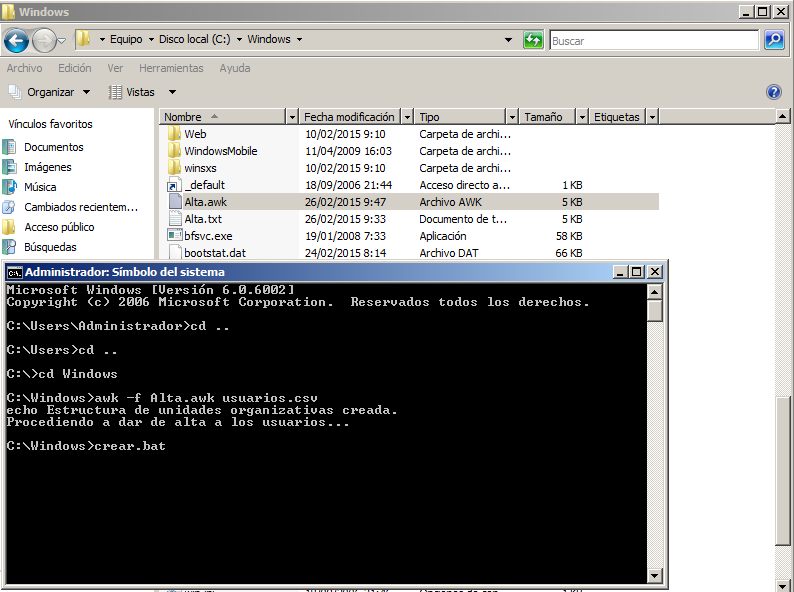 Windows
Equipo Disco local (C:) Windows
Buscar
Archivo Edición Ver Herramientas Ayuda
Organizar Vistas
Vínculos favoritos
Documentos
Imágenes
Música
Cambiados recientem...
Acceso público
Búsquedas
Nombre Fecha modificación Tipo Tamaño Etiquetas
Web 10/02/2015 9:10 Carpeta de archi...
WindowsMobile 11/04/2009 16:03 Carpeta de archi...
winsxs 10/02/2015 9:10 Carpeta de archi...
_default 18/09/2006 21:44 Acceso directo a... 1 KB
Alta.awk 26/02/2015 9:47 Archivo AWK 5 KB
Alta.txt 26/02/2015 9:33 Documento de t... 5 KB
bfsvc.exe 19/01/2008 7:33 Aplicación 58 KB
bootstat.dat 24/02/2015 8:14 Archivo DAT 66 KB
Administrador: Símbolo del sistema
Microsoft Windows [Versión 6.0.6002]
Copyright (c) 2006 Microsoft Corporation. Reservados todos los derechos.
C:\Users\Administrador>cd ..
C:\Users>cd ..
C:\>cd Windows
C:\Windows>awk -f Alta.awk usuarios.csv
echo Estructura de unidades organizativas creada.
Procediendo a dar de alta a los usuarios...
C:\Windows>crear.bat